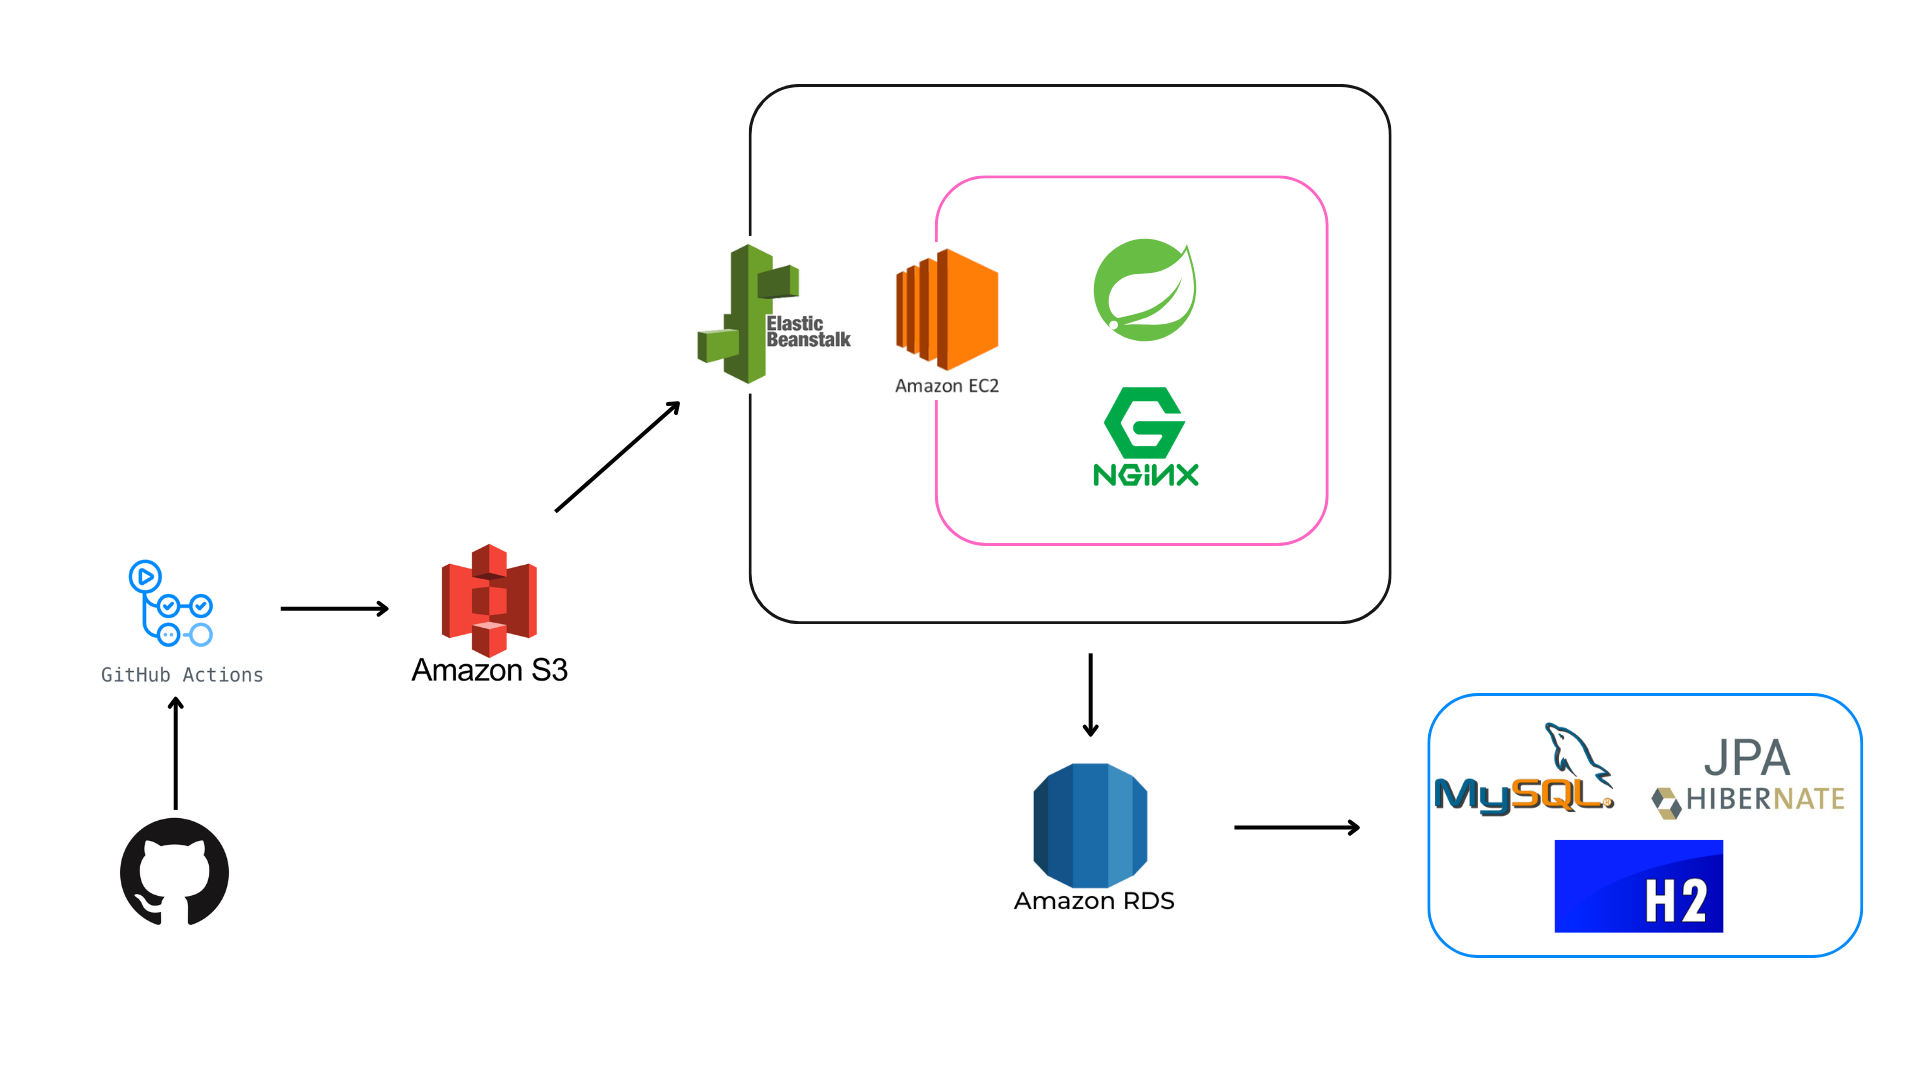 Elastic
Beanstalk
Amazon EC2
NGiNX
GitHub Actions
Amazon S3
Amazon RDS
MySQL®
JPA
HIBERNATE
H2